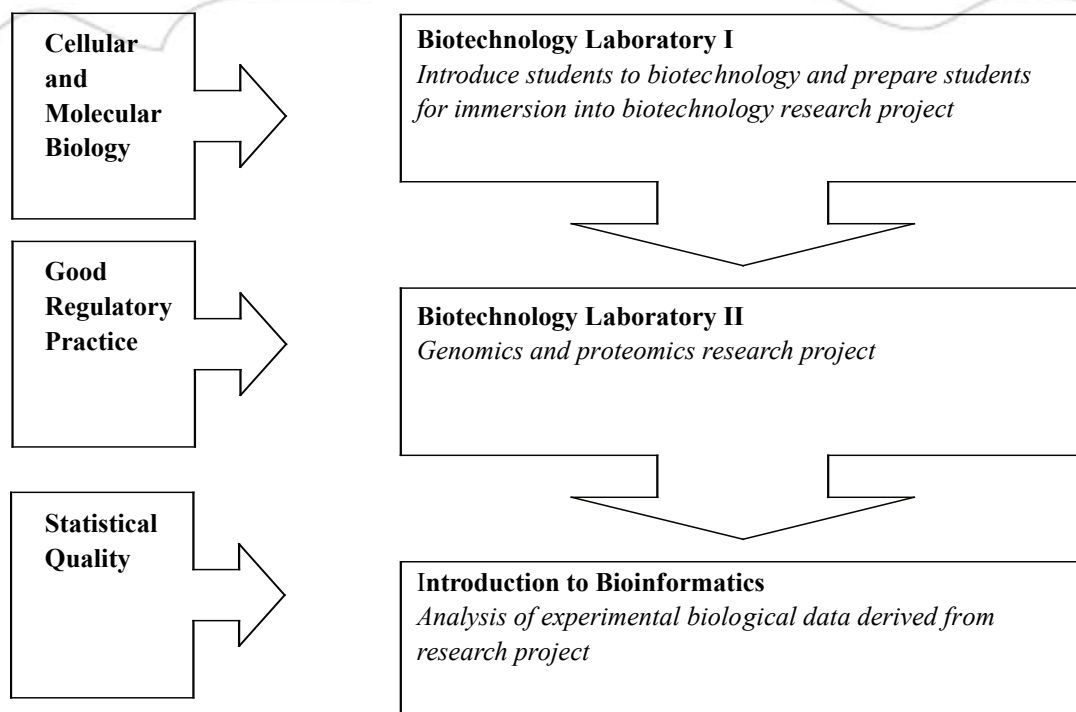 Cellular
and
Molecular
Biology
Biotechnology Laboratory I
Introduce students to biotechnology and prepare students
for immersion into biotechnology research project
Good
Regulatory
Practice
Biotechnology Laboratory II
Genomics and proteomics research project
Statistical
Quality
Introduction to Bioinformatics
Analysis of experimental biological data derived from
research project